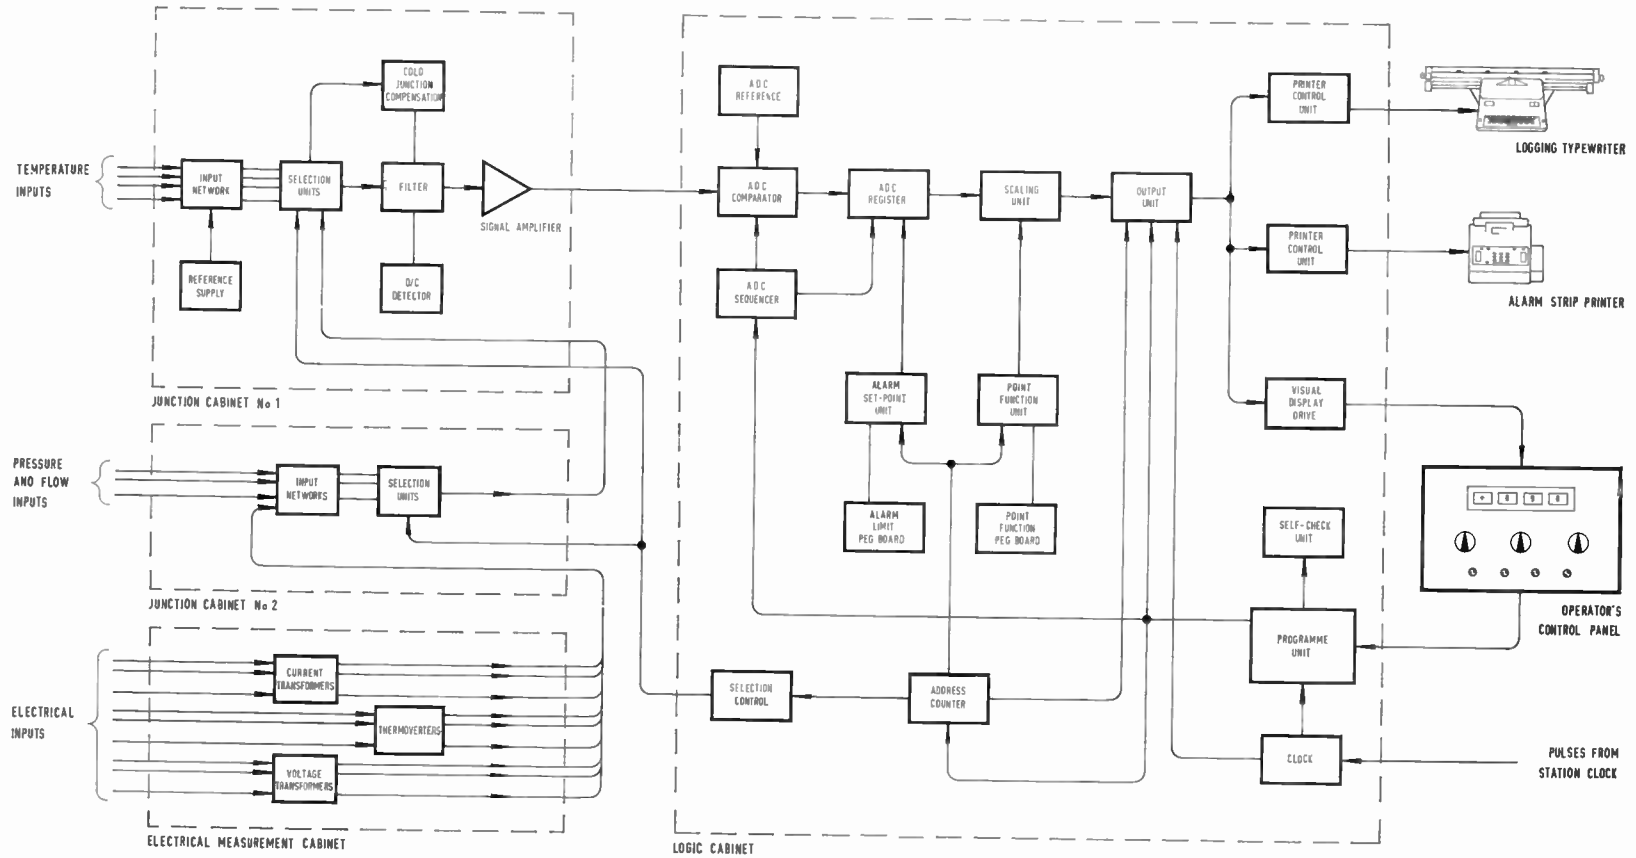 TEMPERATURE
INPUTS
INPUT
NETWORK
REFERENCE
SUPPLY
SELECTION
UNITS
COLD
JUNCTION
COMPENSATION
FILTER
O/C
DETECTOR
SIGNAL AMPLIFIER
JUNCTION CABINET No 1
PRESSURE
AND FLOW
INPUTS
INPUT
NETWORKS
SELECTION
UNITS
JUNCTION CABINET No 2
ELECTRICAL
INPUTS
CURRENT
TRANSFORMERS
THERMOVERTERS
VOLTAGE
TRANSFORMERS
ELECTRICAL MEASUREMENT CABINET
ADC
REFERENCE
ADC
COMPARATOR
ADC
REGISTER
SCALING
UNIT
OUTPUT
UNIT
ADC
SEQUENCER
ALARM
SET-POINT
UNIT
POINT
FUNCTION
UNIT
ALARM
LIMIT
PEG BOARD
POINT
FUNCTION
PEG BOARD
SELECTION
CONTROL
ADDRESS
COUNTER
PRINTER
CONTROL
UNIT
PRINTER
CONTROL
UNIT
VISUAL
DISPLAY
DRIVE
SELF-CHECK
UNIT
PROGRAMME
UNIT
CLOCK
LOGIC CABINET
LOGGING TYPEWRITER
ALARM STRIP PRINTER
OPERATOR'S
CONTROL PANEL
PULSES FROM
STATION CLOCK